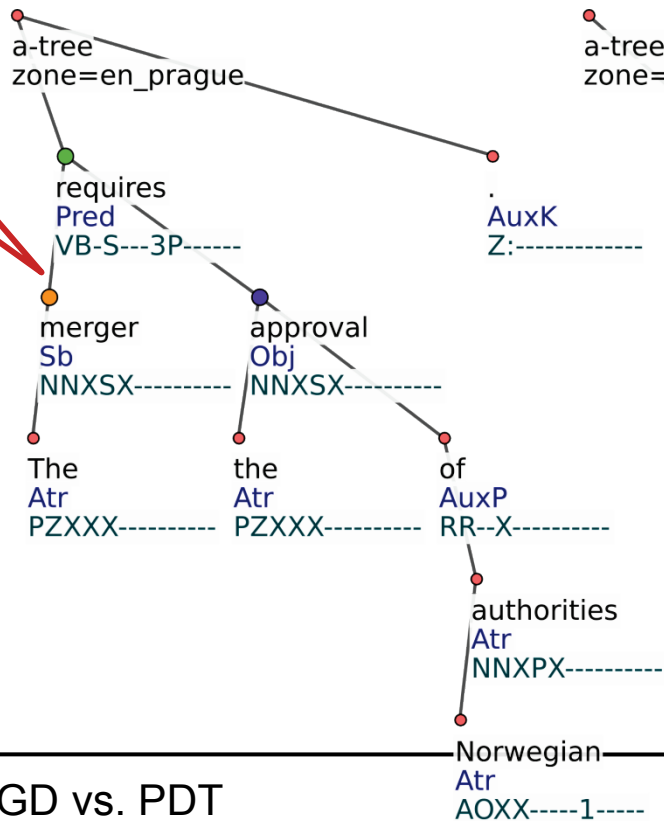 a-tree
zone=en_prague
a-tree
zone=
requires
Pred
VB-S---3P------
.
AuxK
Z:-------------
merger
Sb
NNXSX----------
approval
Obj
NNXSX----------
The
Atr
PZXXX----------
the
Atr
PZXXX----------
of
AuxP
RR--X----------
authorities
Atr
NNXPX----------
Norwegian
Atr
AOXX-----1-----
GD vs. PDT